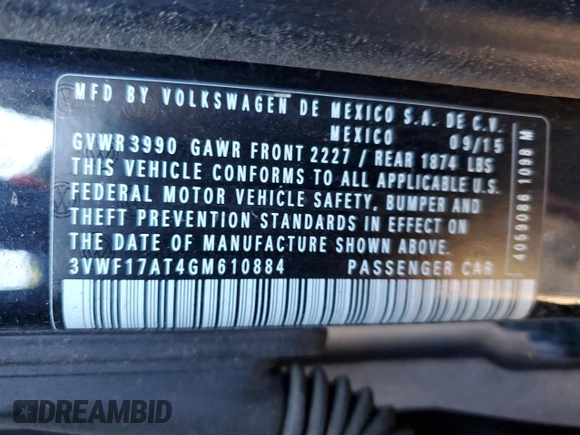 MFD BY VOLKSWAGEN DE MEXICO S.A. DE C.V.
MEXICO 09/15
GVWR 3990 GAWR FRONT 2227 / REAR 1874 LBS
THIS VEHICLE CONFORMS TO ALL APPLICABLE U.S.
FEDERAL MOTOR VEHICLE SAFETY, BUMPER AND
THEFT PREVENTION STANDARDS IN EFFECT ON
THE DATE OF MANUFACTURE SHOWN ABOVE.
3VWF17AT4GM610884 PASSENGER CAR
4059086 1098 M
DREAMBID